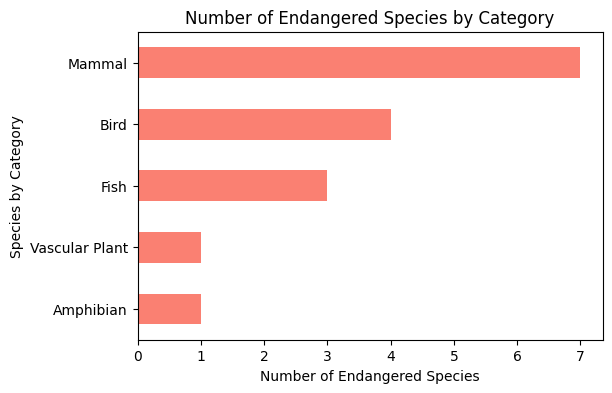 Number of Endangered Species by Category
Species by Category
Mammal
Bird
Fish
Vascular Plant
Amphibian
0 1 2 3 4 5 6 7
Number of Endangered Species